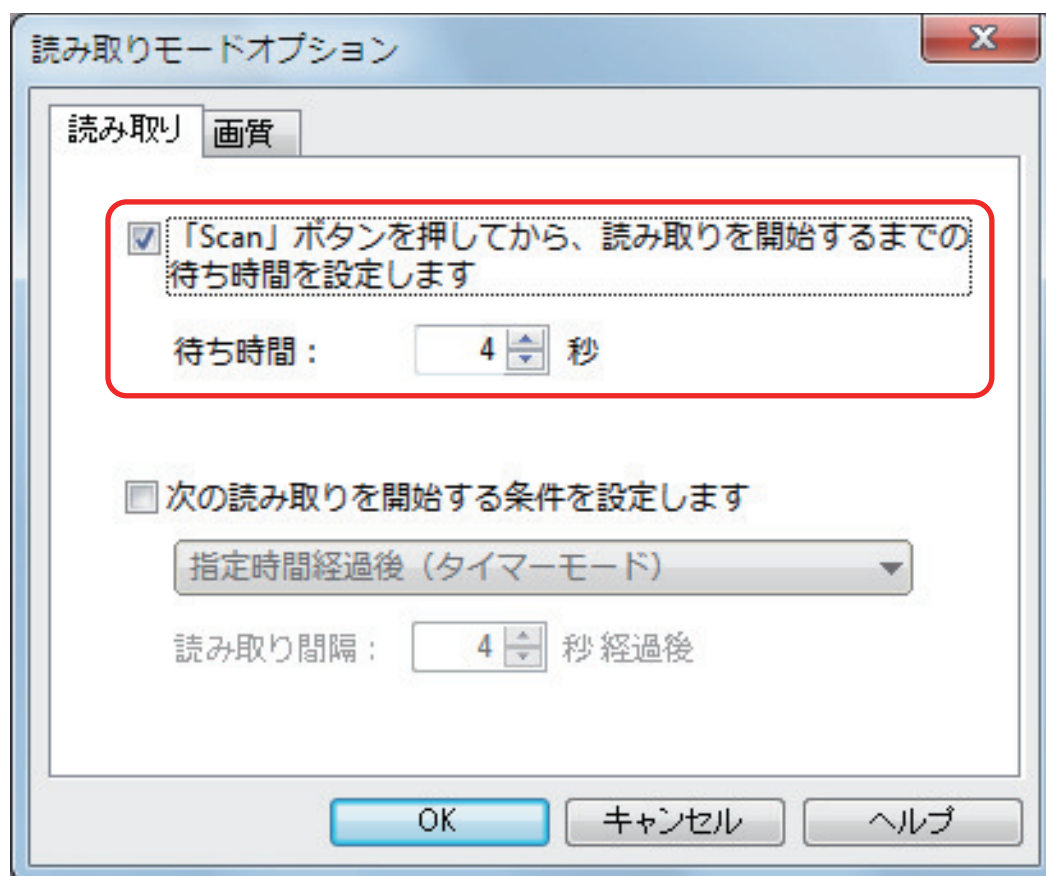 読み取りモードオプション
読み取り 画質
「Scan」ボタンを押してから、読み取りを開始するまでの
待ち時間を設定します
待ち時間： 4 秒
次の読み取りを開始する条件を設定します
指定時間経過後（タイマーモード）
読み取り間隔： 4 秒 経過後
OK キャンセル ヘルプ